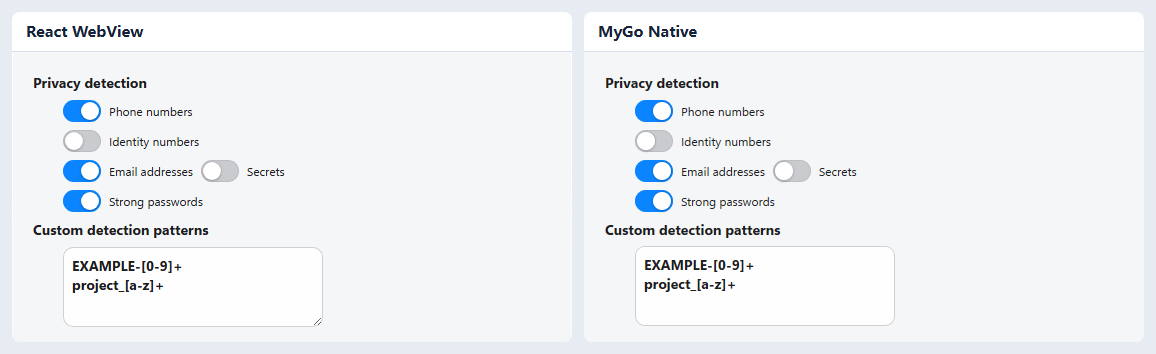 React WebView
Privacy detection
Phone numbers
Identity numbers
Email addresses Secrets
Strong passwords
Custom detection patterns
EXAMPLE-[0-9]+
project_[a-z]+
MyGo Native
Privacy detection
Phone numbers
Identity numbers
Email addresses Secrets
Strong passwords
Custom detection patterns
EXAMPLE-[0-9]+
project_[a-z]+